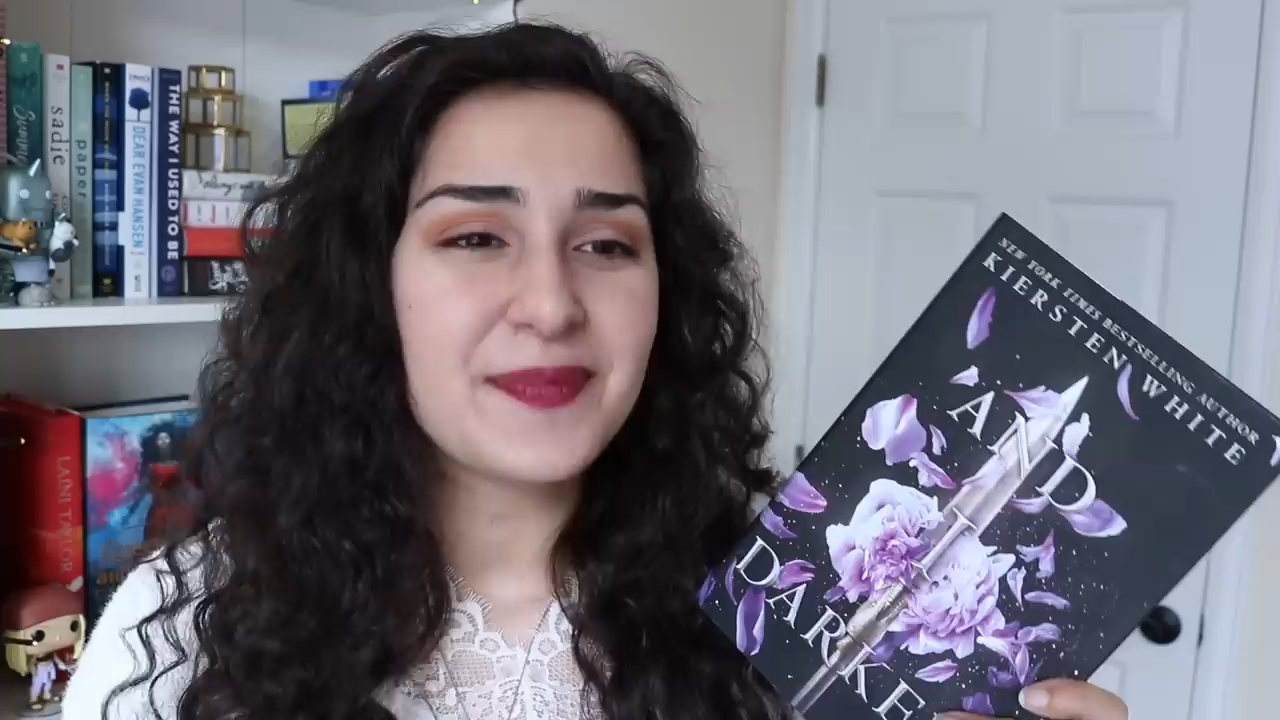 sadie
paper
DEAR EVAN HANSEN
THE WAY I USED TO BE
LAINI TAYLOR
NEW YORK TIMES BESTSELLING AUTHOR
KIERSTEN WHITE
AND
I
DARKE